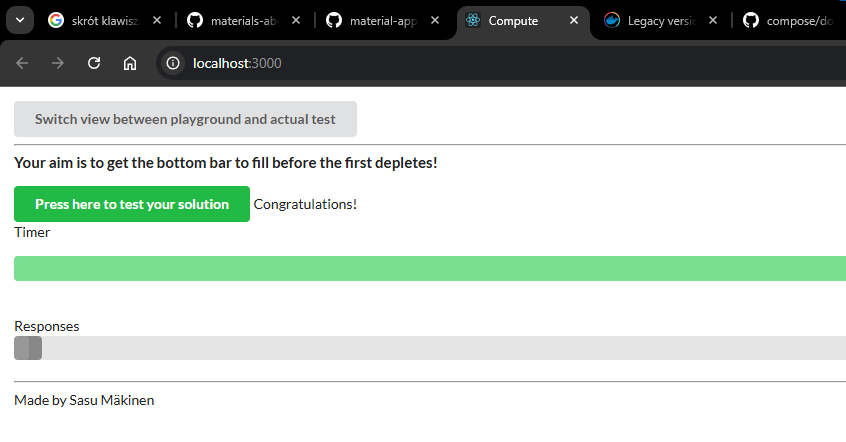 skrót klawisz
materials-ab
material-app
Compute
Legacy versi
compose/do
localhost:3000
Switch view between playground and actual test
Your aim is to get the bottom bar to fill before the first depletes!
Press here to test your solution Congratulations!
Timer
Responses
Made by Sasu Mäkinen